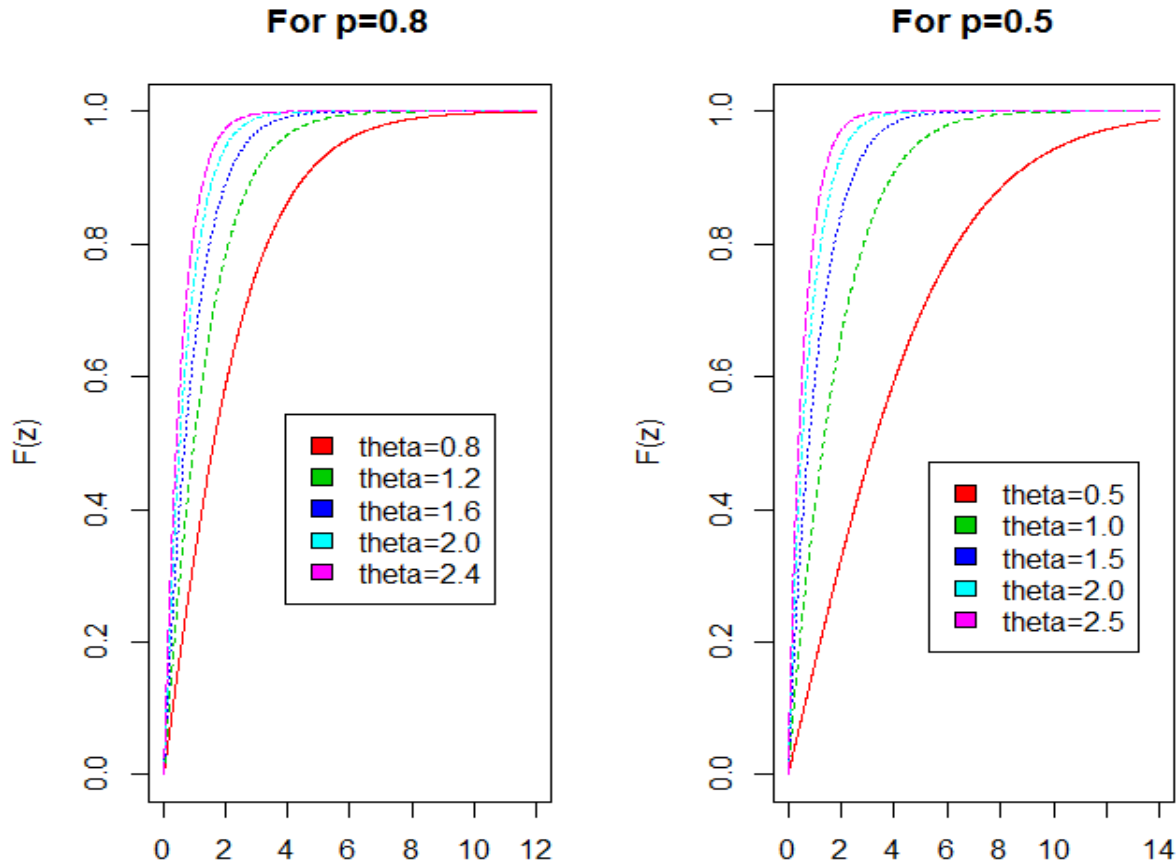 For p=0.8
F(z)
1.0
0.8
0.6
0.4
0.2
0.0
theta=0.8
theta=1.2
theta=1.6
theta=2.0
theta=2.4
0 2 4 6 8 10 12
For p=0.5
F(z)
1.0
0.8
0.6
0.4
0.2
0.0
theta=0.5
theta=1.0
theta=1.5
theta=2.0
theta=2.5
0 2 4 6 8 10 14